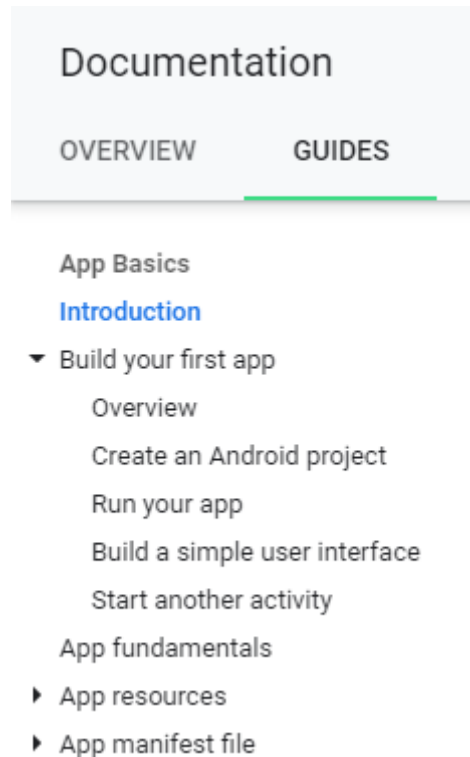 Documentation
OVERVIEW GUIDES
App Basics
Introduction
Build your first app
Overview
Create an Android project
Run your app
Build a simple user interface
Start another activity
App fundamentals
App resources
App manifest file